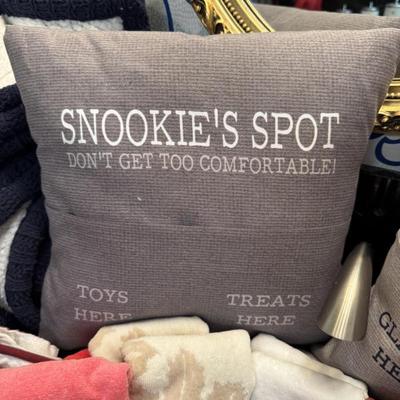 SNOOKIE'S SPOT
DON'T GET TOO COMFORTABLE!
TOYS TREATS
HERE HERE